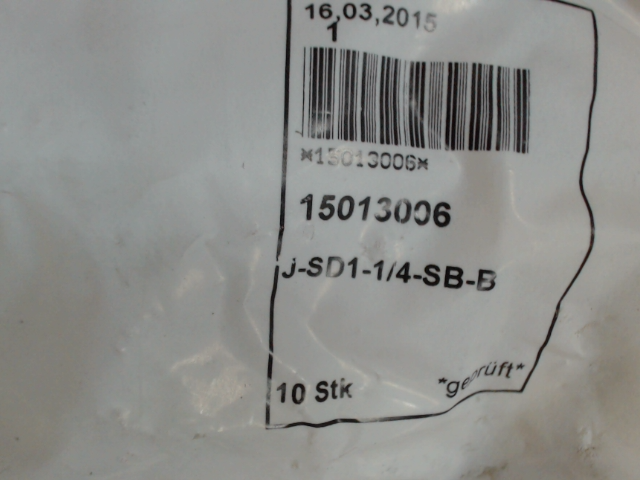 16,03,2015
1
*15013006*
15013006
J-SD1-1/4-SB-B
10 Stk
*geprüft*